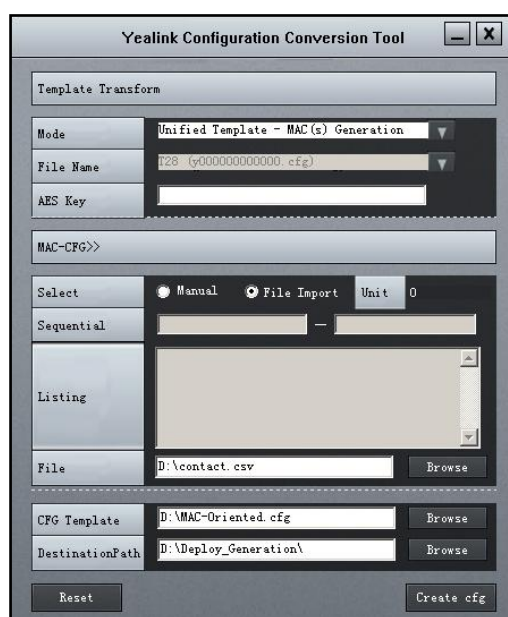 Yealink Configuration Conversion Tool
Template Transform
Mode Unified Template - MAC(s) Generation
File Name T28 (y000000000000.cfg)
AES Key
MAC-CFG>>
Select Manual File Import Unit 0
Sequential —
Listing
File D:\contact.csv Browse
CFG Template D:\MAC-Oriented.cfg Browse
DestinationPath D:\Deploy_Generation\ Browse
Reset Create cfg